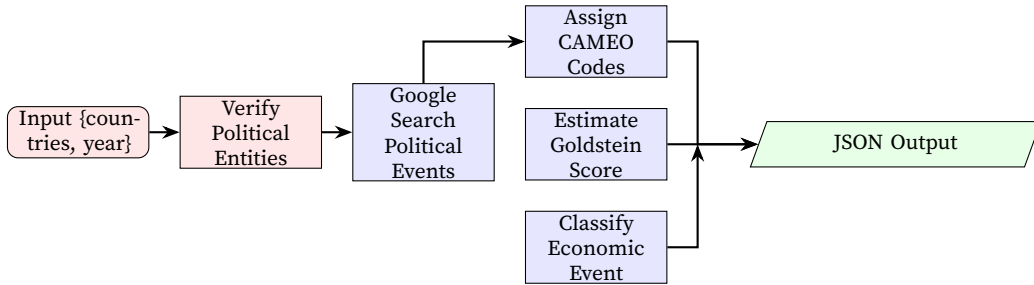 Input {coun-
tries, year}
Verify
Political
Entities
Google
Search
Political
Events
Assign
CAMEO
Codes
Estimate
Goldstein
Score
Classify
Economic
Event
JSON Output